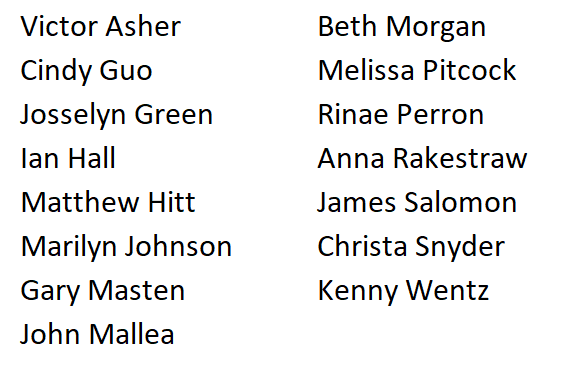 Victor Asher
Cindy Guo
Josselyn Green
Ian Hall
Matthew Hitt
Marilyn Johnson
Gary Masten
John Mallea
Beth Morgan
Melissa Pitcock
Rinae Perron
Anna Rakestraw
James Salomon
Christa Snyder
Kenny Wentz